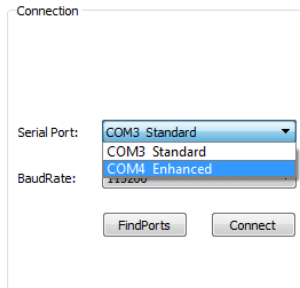 Connection
Serial Port:
COM3 Standard
COM3 Standard
COM4 Enhanced
BaudRate:
115200
FindPorts
Connect